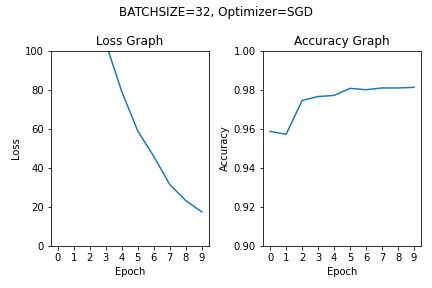 BATCHSIZE=32, Optimizer=SGD
Loss Graph
100
80
60
40
20
0
Loss
0 1 2 3 4 5 6 7 8 9
Epoch
Accuracy Graph
1.00
0.98
0.96
0.94
0.92
0.90
Accuracy
0 1 2 3 4 5 6 7 8 9
Epoch